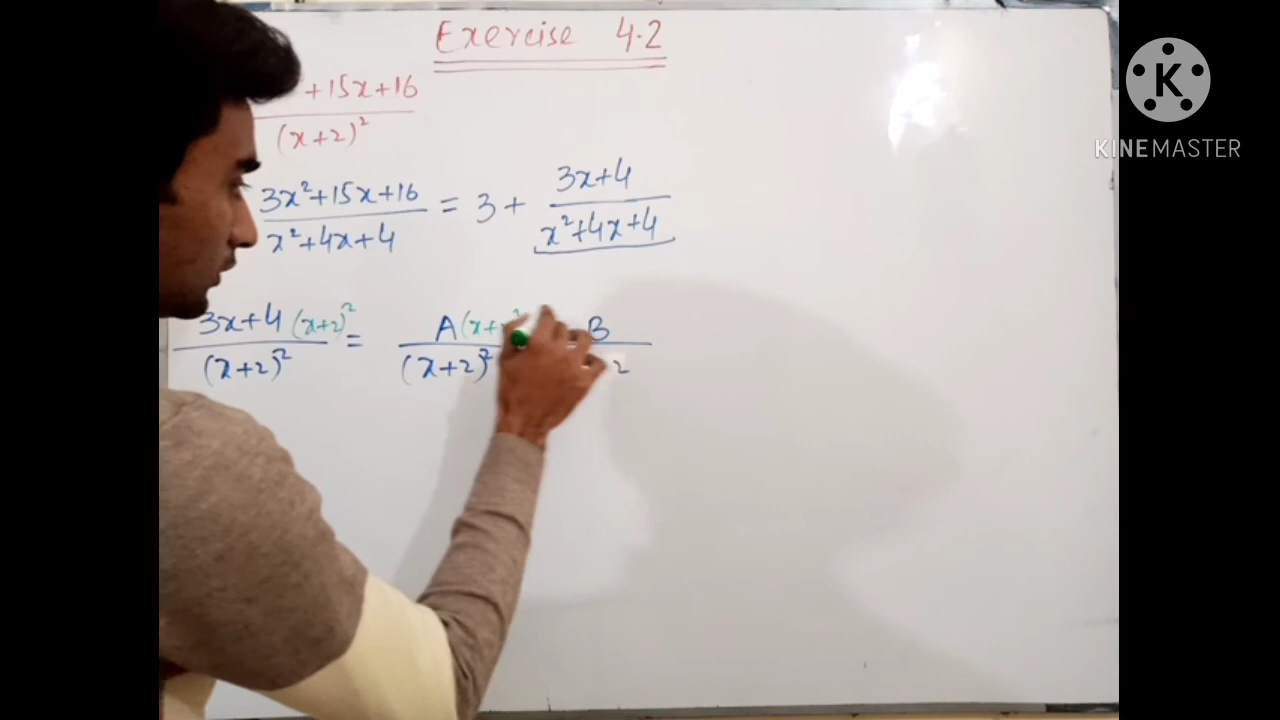 Exercise 4.2
+15x+16
(x+2)²
3x²+15x+16 = 3 + 3x+4
x²+4x+4 x²+4x+4
3x+4 (x+2)² = A(x+ B
(x+2)² (x+2)² 2
K
KINEMASTER